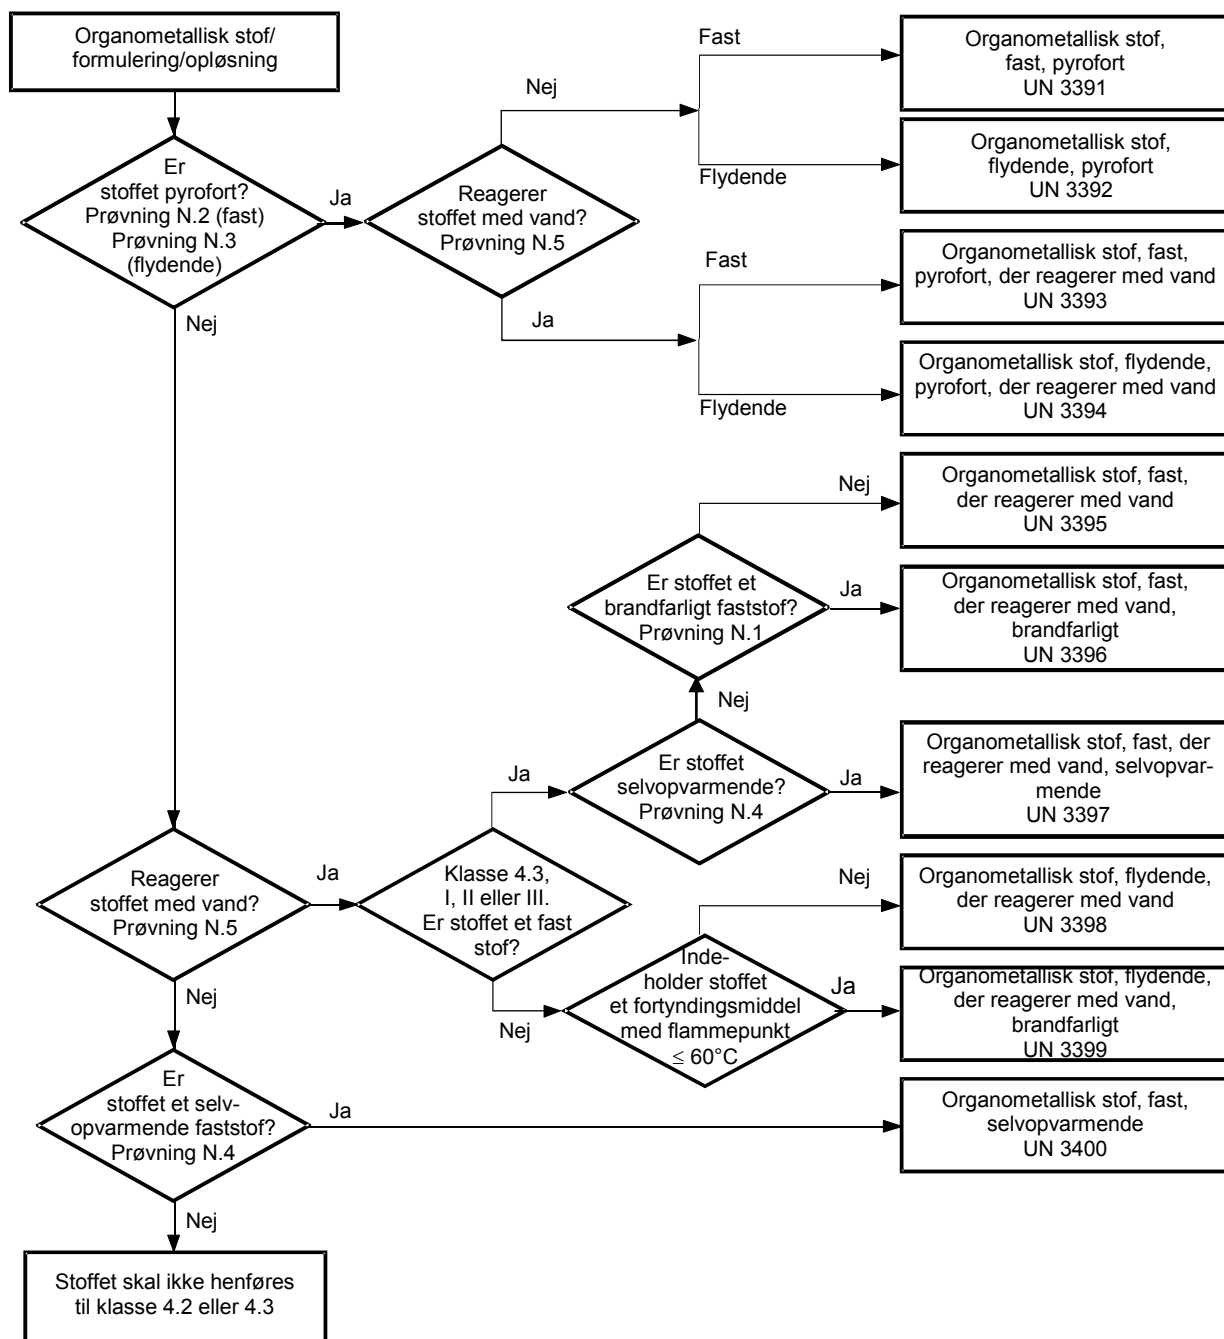 Organometallisk stof/
formulering/opløsning
Er
stoffet pyrofort?
Prøvning N.2 (fast)
Prøvning N.3
(flydende)
Ja
Nej
Reagerer
stoffet med vand?
Prøvning N.5
Nej
Ja
Fast
Flydende
Organometallisk stof,
fast, pyrofort
UN 3391
Organometallisk stof,
flydende, pyrofort
UN 3392
Fast
Flydende
Organometallisk stof, fast,
pyrofort, der reagerer med vand
UN 3393
Organometallisk stof, flydende,
pyrofort, der reagerer med vand
UN 3394
Nej
Organometallisk stof, fast,
der reagerer med vand
UN 3395
Er stoffet et
brandfarligt faststof?
Prøvning N.1
Ja
Organometallisk stof, fast,
der reagerer med vand,
brandfarligt
UN 3396
Nej
Er stoffet
selvopvarmende?
Prøvning N.4
Ja
Organometallisk stof, fast, der
reagerer med vand, selvopvar-
mende
UN 3397
Reagerer
stoffet med vand?
Prøvning N.5
Ja
Nej
Klasse 4.3,
I, II eller III.
Er stoffet et fast
stof?
Ja
Nej
Inde-
holder stoffet
et fortyndingsmiddel
med flammepunkt
≤ 60°C
Nej
Ja
Organometallisk stof, flydende,
der reagerer med vand
UN 3398
Organometallisk stof, flydende,
der reagerer med vand,
brandfarligt
UN 3399
Er
stoffet et selv-
opvarmende faststof?
Prøvning N.4
Ja
Nej
Organometallisk stof, fast,
selvopvarmende
UN 3400
Stoffet skal ikke henføres
til klasse 4.2 eller 4.3